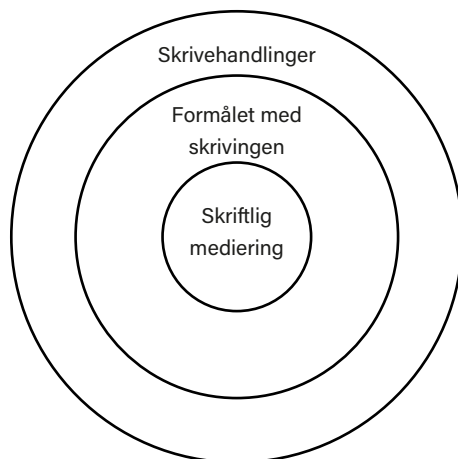 Skrivehandlinger
Formålet med
skrivingen
Skriftlig
mediering